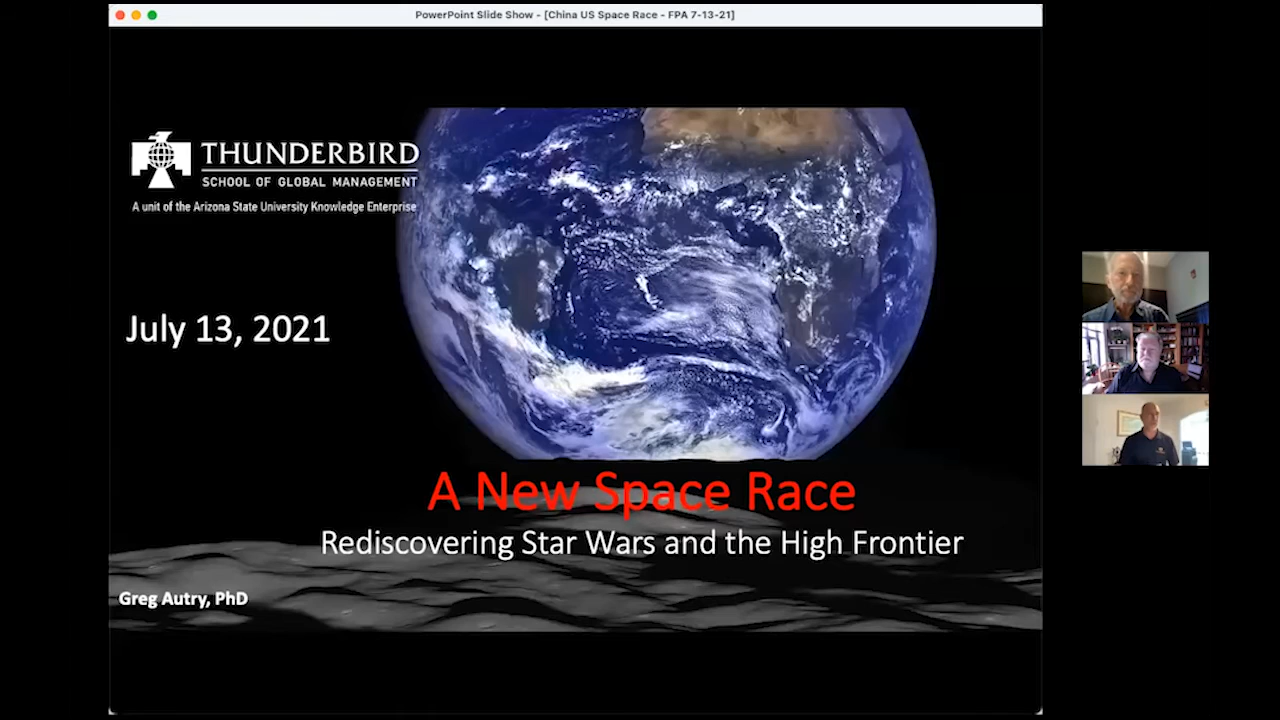 PowerPoint Slide Show - [China US Space Race - FPA 7-13-21]
THUNDERBIRD
SCHOOL OF GLOBAL MANAGEMENT
A unit of the Arizona State University Knowledge Enterprise
July 13, 2021
A New Space Race
Rediscovering Star Wars and the High Frontier
Greg Autry, PhD